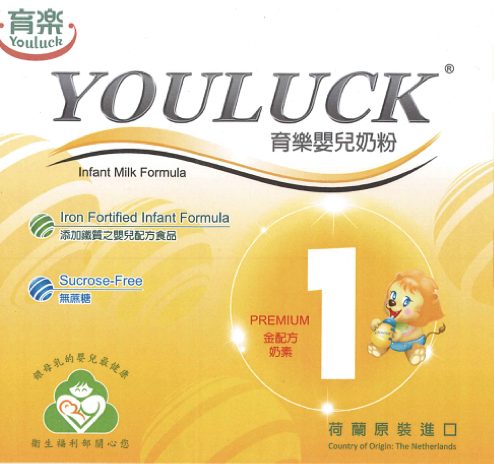 育楽
Youluck
YOULUCK®
育樂嬰兒奶粉
Infant Milk Formula
Iron Fortified Infant Formula
添加鐵質之嬰兒配方食品
Sucrose-Free
無蔗糖
1
PREMIUM
金配方
奶素
餵母乳的嬰兒最健康
衛生福利部關心您
荷蘭原裝進口
Country of Origin: The Netherlands